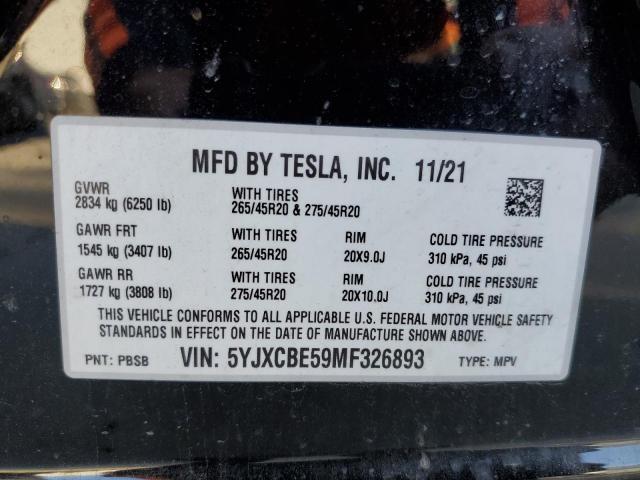 MFD BY TESLA, INC. 11/21
GVWR
2834 kg (6250 lb)
WITH TIRES
265/45R20 & 275/45R20
GAWR FRT
1545 kg (3407 lb)
WITH TIRES
265/45R20
RIM
20X9.0J
COLD TIRE PRESSURE
310 kPa, 45 psi
GAWR RR
1727 kg (3808 lb)
WITH TIRES
275/45R20
RIM
20X10.0J
COLD TIRE PRESSURE
310 kPa, 45 psi
THIS VEHICLE CONFORMS TO ALL APPLICABLE U.S. FEDERAL MOTOR VEHICLE SAFETY
STANDARDS IN EFFECT ON THE DATE OF MANUFACTURE SHOWN ABOVE.
PNT: PBSB VIN: 5YJXCBE59MF326893 TYPE: MPV